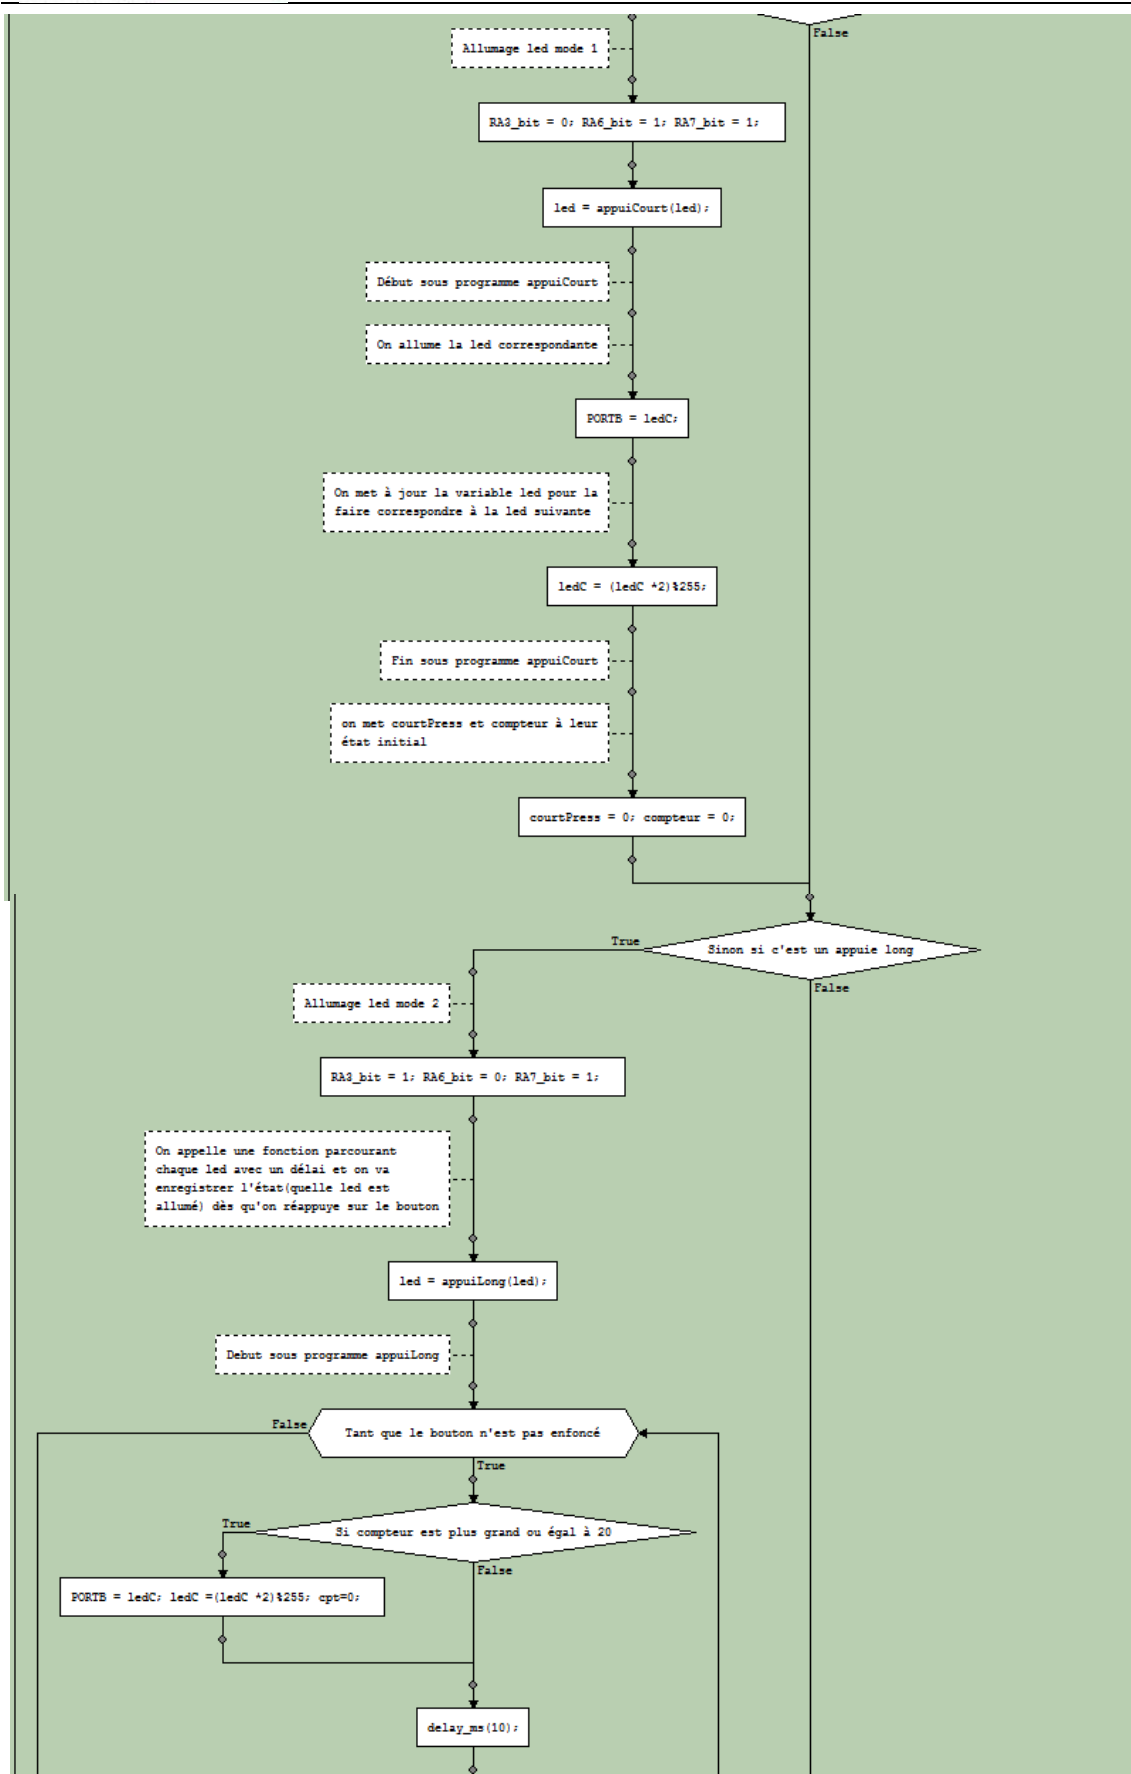 False
Allumage led mode 1
RA3_bit = 0; RA6_bit = 1; RA7_bit = 1;
led = appuiCourt(led);
Début sous programme appuiCourt
On allume la led correspondante
PORTB = ledC;
On met à jour la variable led pour la
faire correspondre à la led suivante
ledC = (ledC *2)%255;
Fin sous programme appuiCourt
on met courtPress et compteur à leur
état initial
courtPress = 0; compteur = 0;
True
Sinon si c'est un appuie long
False
Allumage led mode 2
RA3_bit = 1; RA6_bit = 0; RA7_bit = 1;
On appelle une fonction parcourant
chaque led avec un délai et on va
enregistrer l'état(quelle led est
allumé) dès qu'on réappuye sur le bouton
led = appuiLong(led);
Debut sous programme appuiLong
False
Tant que le bouton n'est pas enfoncé
True
True
Si compteur est plus grand ou égal à 20
False
PORTB = ledC; ledC =(ledC *2)%255; cpt=0;
delay_ms(10);